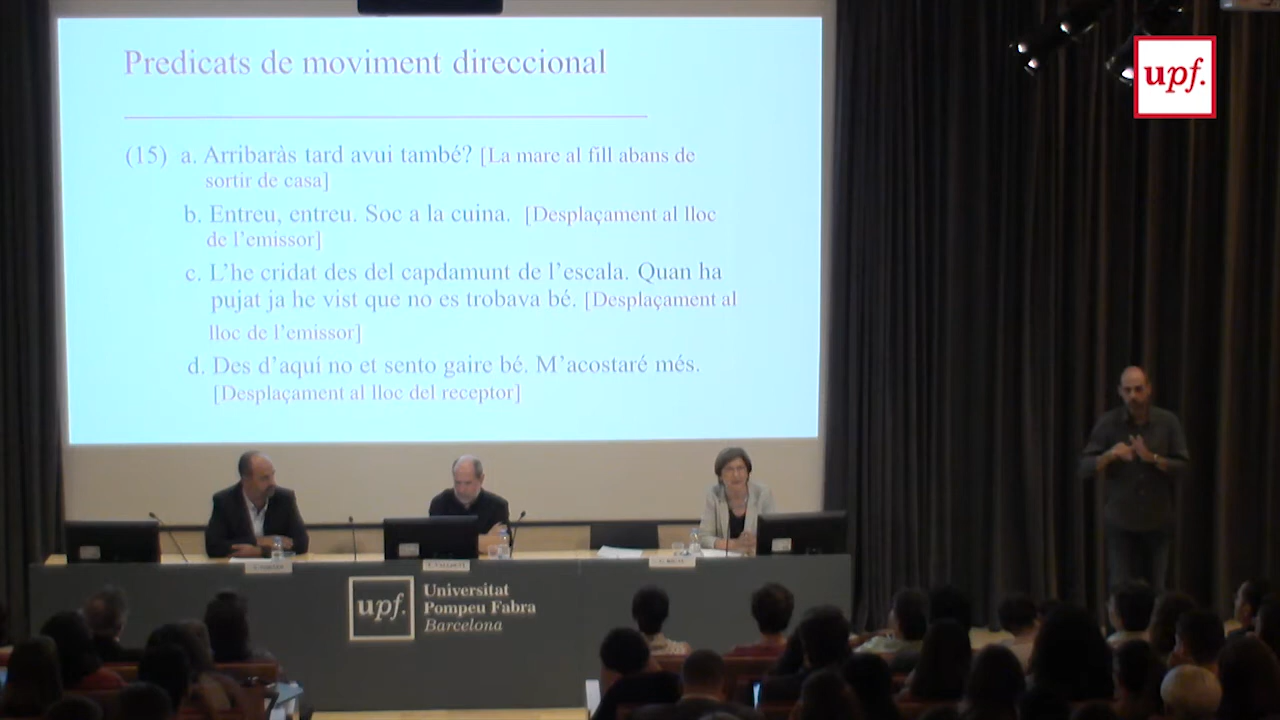 Predicats de moviment direccional
upf.
(15) a. Arribaràs tard avui també? [La mare al fill abans de
sortir de casa]
b. Entreu, entreu. Soc a la cuina. [Desplaçament al lloc
de l'emissor]
c. L'he cridat des del capdamunt de l'escala. Quan ha
pujat ja he vist que no es trobava bé. [Desplaçament al
lloc de l'emissor]
d. Des d'aquí no et sento gaire bé. M'acostaré més.
[Desplaçament al lloc del receptor]
upf.
Universitat
Pompeu Fabra
Barcelona